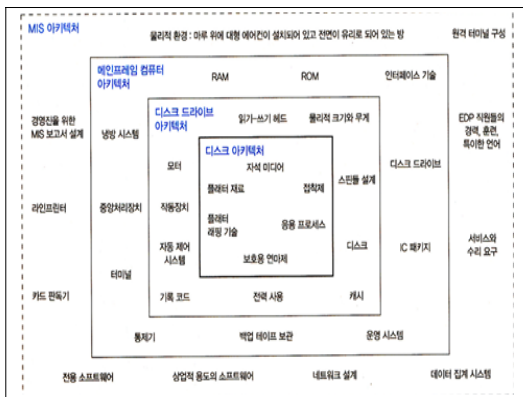 MIS 아키텍처
물리적 환경 : 마루 위에 대형 에어컨이 설치되어 있고 전면이 유리로 되어 있는 방
원격 터미널 구성
메인프레임 컴퓨터
아키텍처
RAM
ROM
인터페이스 기술
경영진을 위한
MIS 보고서 설계
냉방 시스템
디스크 드라이브
아키텍처
읽기-쓰기 헤드
물리적 크기와 무게
EDP 직원들의
경력, 훈련,
특이한 언어
모터
디스크 아키텍처
자석 미디어
디스크 드라이브
플래터 재료
접착제
스핀들 설계
라인프린터
중앙처리장치
작동장치
플래터
래핑 기술
응용 프로세스
자동 제어
시스템
보호용 연마제
디스크
IC 패키지
서비스와
수리 요구
터미널
카드 판독기
기록 코드
전력 사용
캐시
통제기
백업 테이프 보관
운영 시스템
전용 소프트웨어
상업적 용도의 소프트웨어
네트워크 설계
데이터 집계 시스템